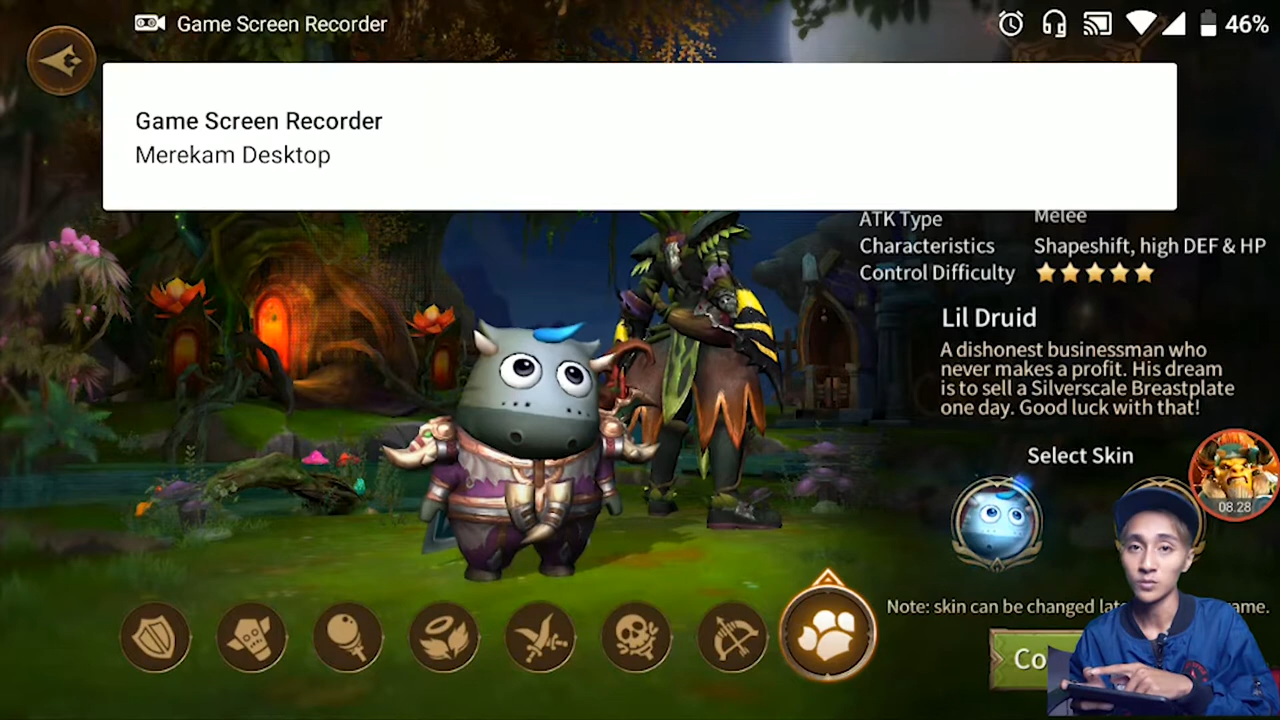 Game Screen Recorder
46%
Game Screen Recorder
Merekam Desktop
ATK Type Melee
Characteristics Shapeshift, high DEF & HP
Control Difficulty
Lil Druid
A dishonest businessman who
never makes a profit. His dream
is to sell a Silverscale Breastplate
one day. Good luck with that!
Select Skin
08.28
Note: skin can be changed ame.
Co